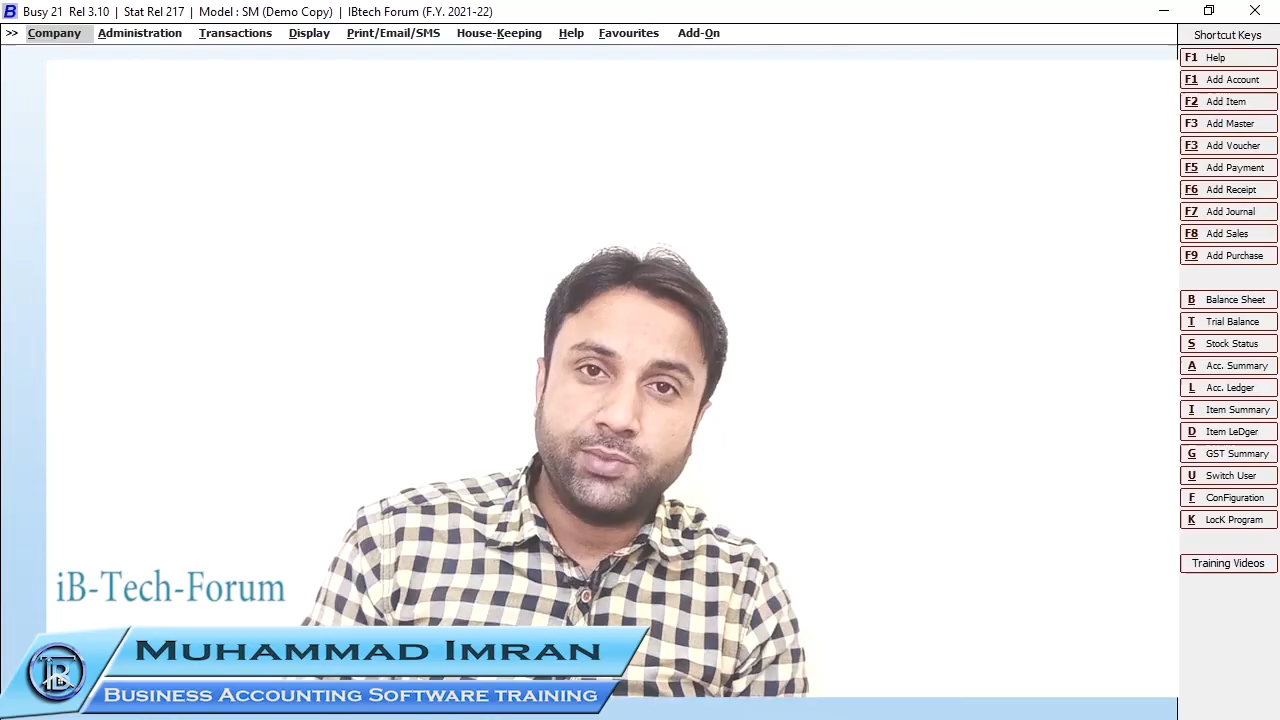 Busy 21 Rel 3.10 | Stat Rel 217 | Model : SM (Demo Copy) | IBtech Forum (F.Y. 2021-22)
>> Company Administration Transactions Display Print/Email/SMS House-Keeping Help Favourites Add-On
Shortcut Keys
F1 Help
F1 Add Account
F2 Add Item
F3 Add Master
F3 Add Voucher
F5 Add Payment
F6 Add Receipt
F7 Add Journal
F8 Add Sales
F9 Add Purchase
B Balance Sheet
T Trial Balance
S Stock Status
A Acc. Summary
L Acc. Ledger
I Item Summary
D Item LeDger
G GST Summary
U Switch User
F ConFiguration
K LocK Program
Training Videos
iB-Tech-Forum
MUHAMMAD IMRAN
BUSINESS ACCOUNTING SOFTWARE TRAINING